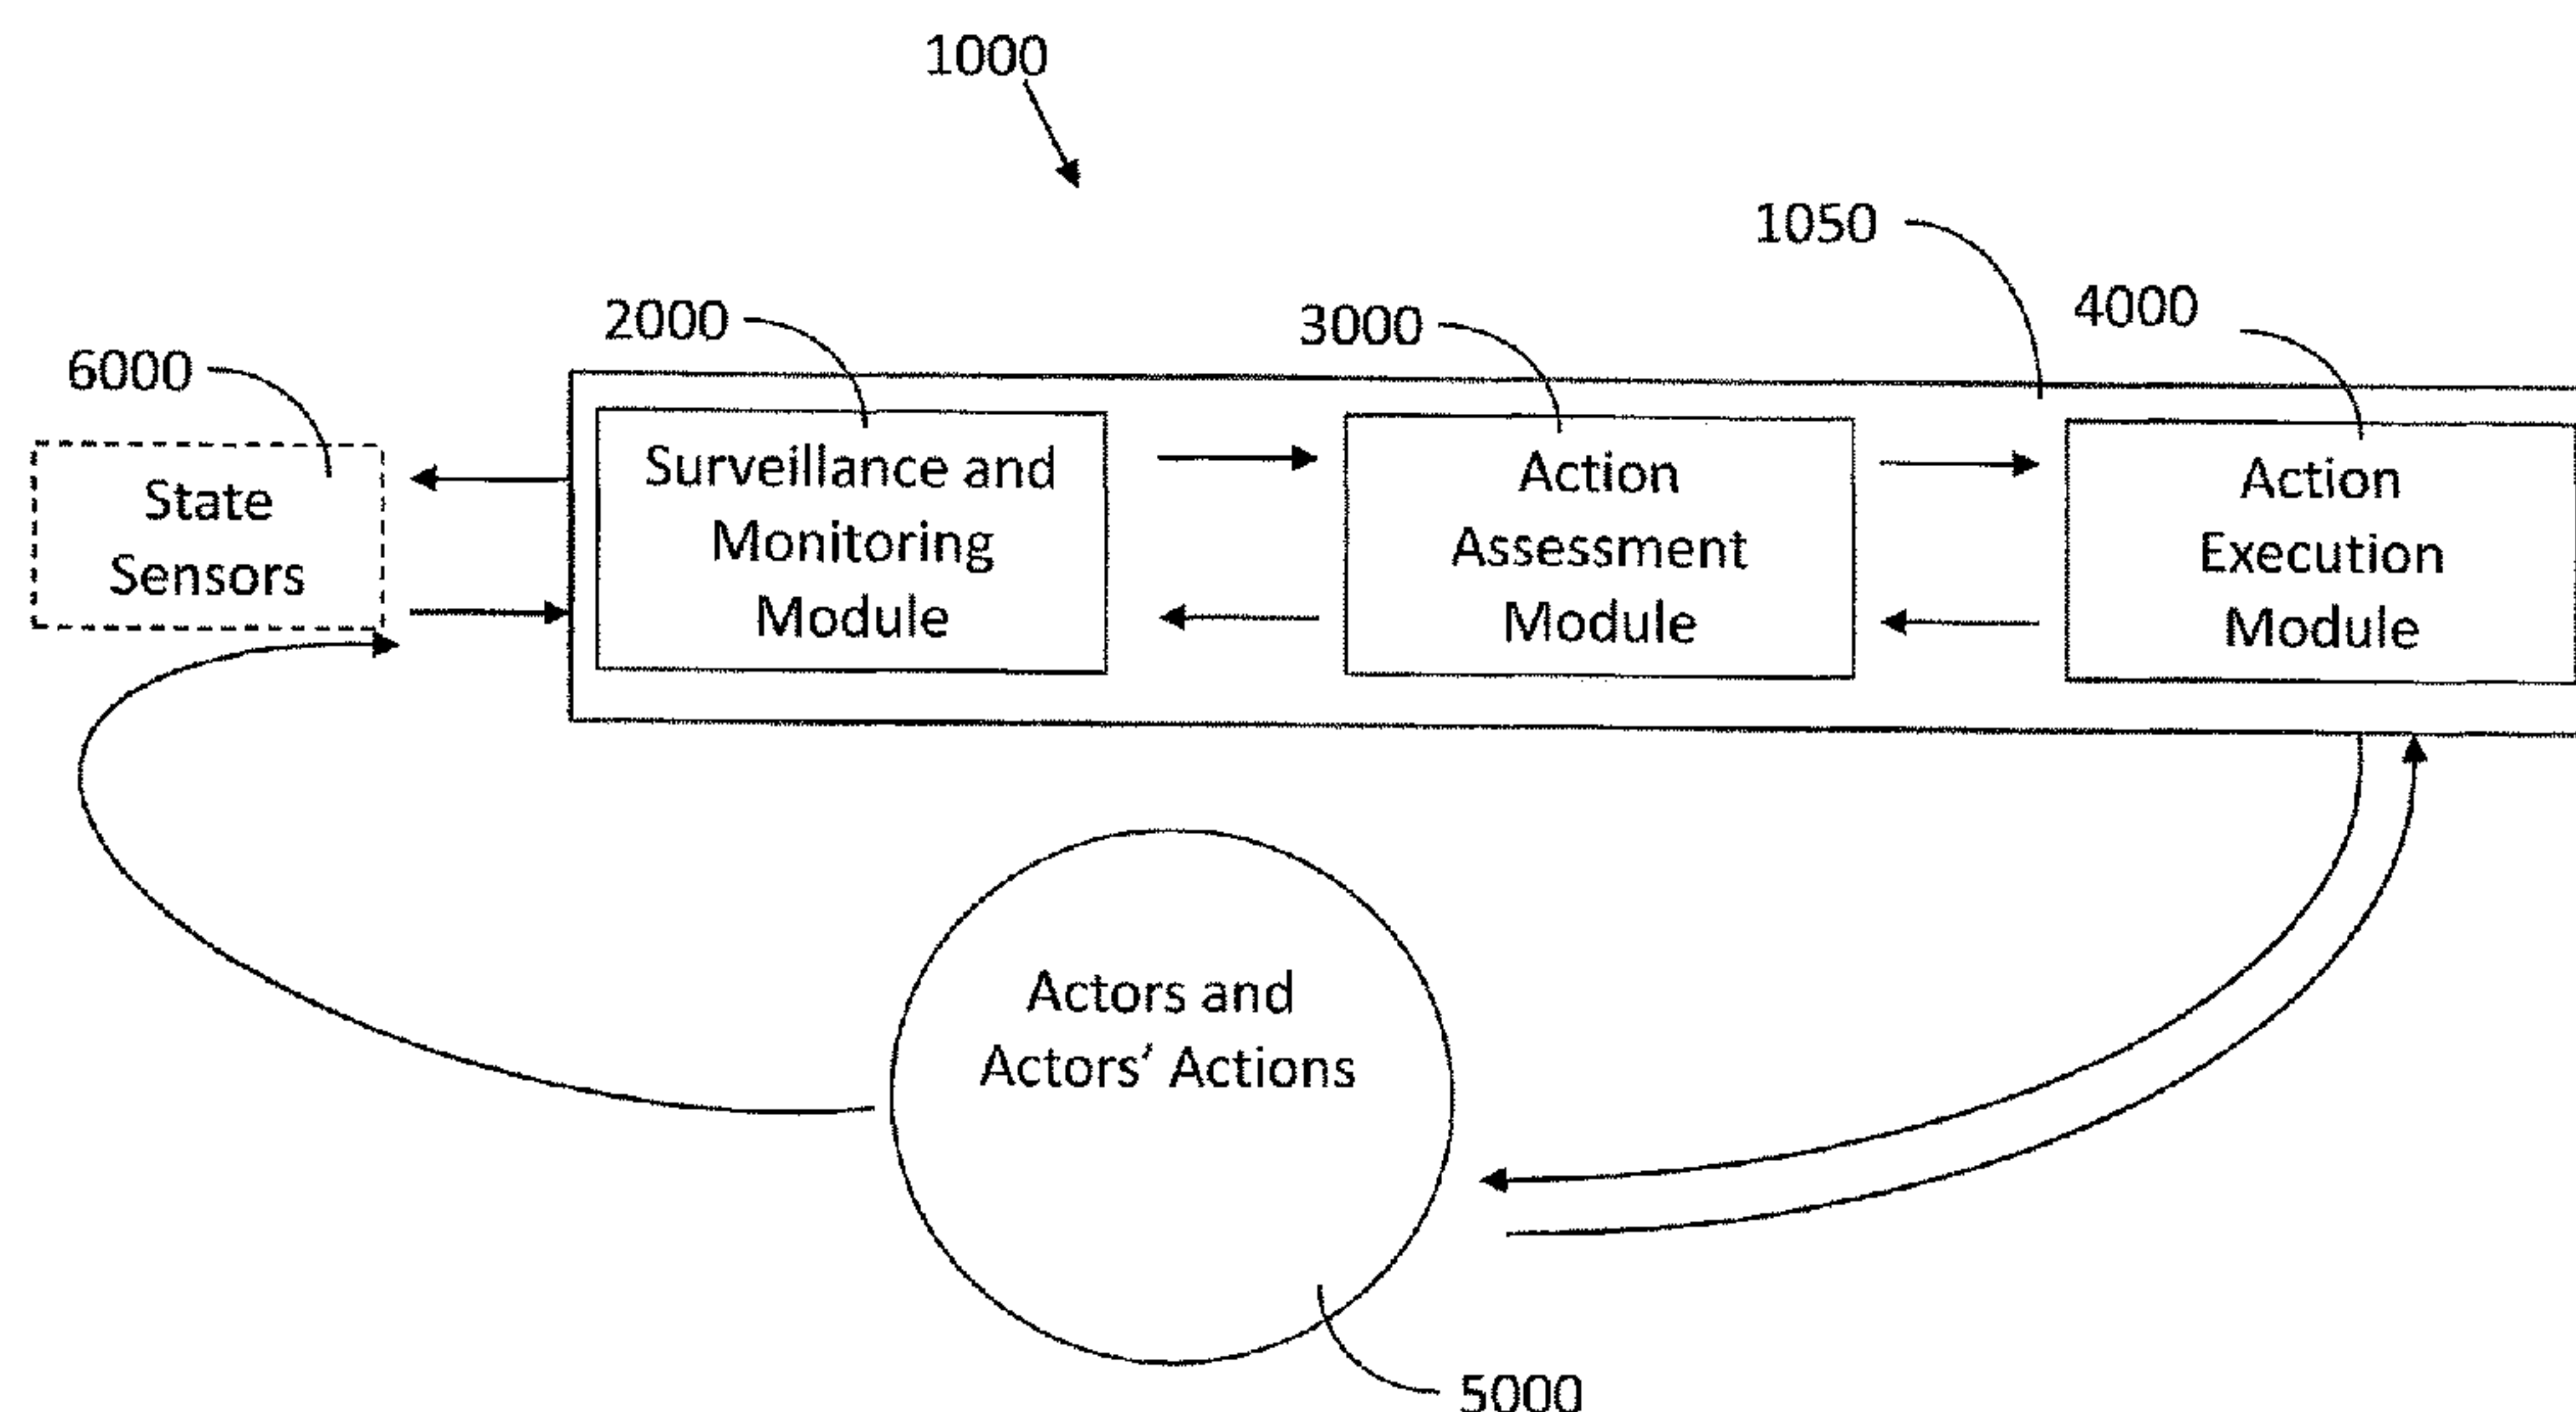 1000
1050
4000
2000
3000
6000
Surveillance and
Monitoring
Module
Action
Assessment
Module
Action
Execution
Module
State
Sensors
Actors and
Actors' Actions
5000